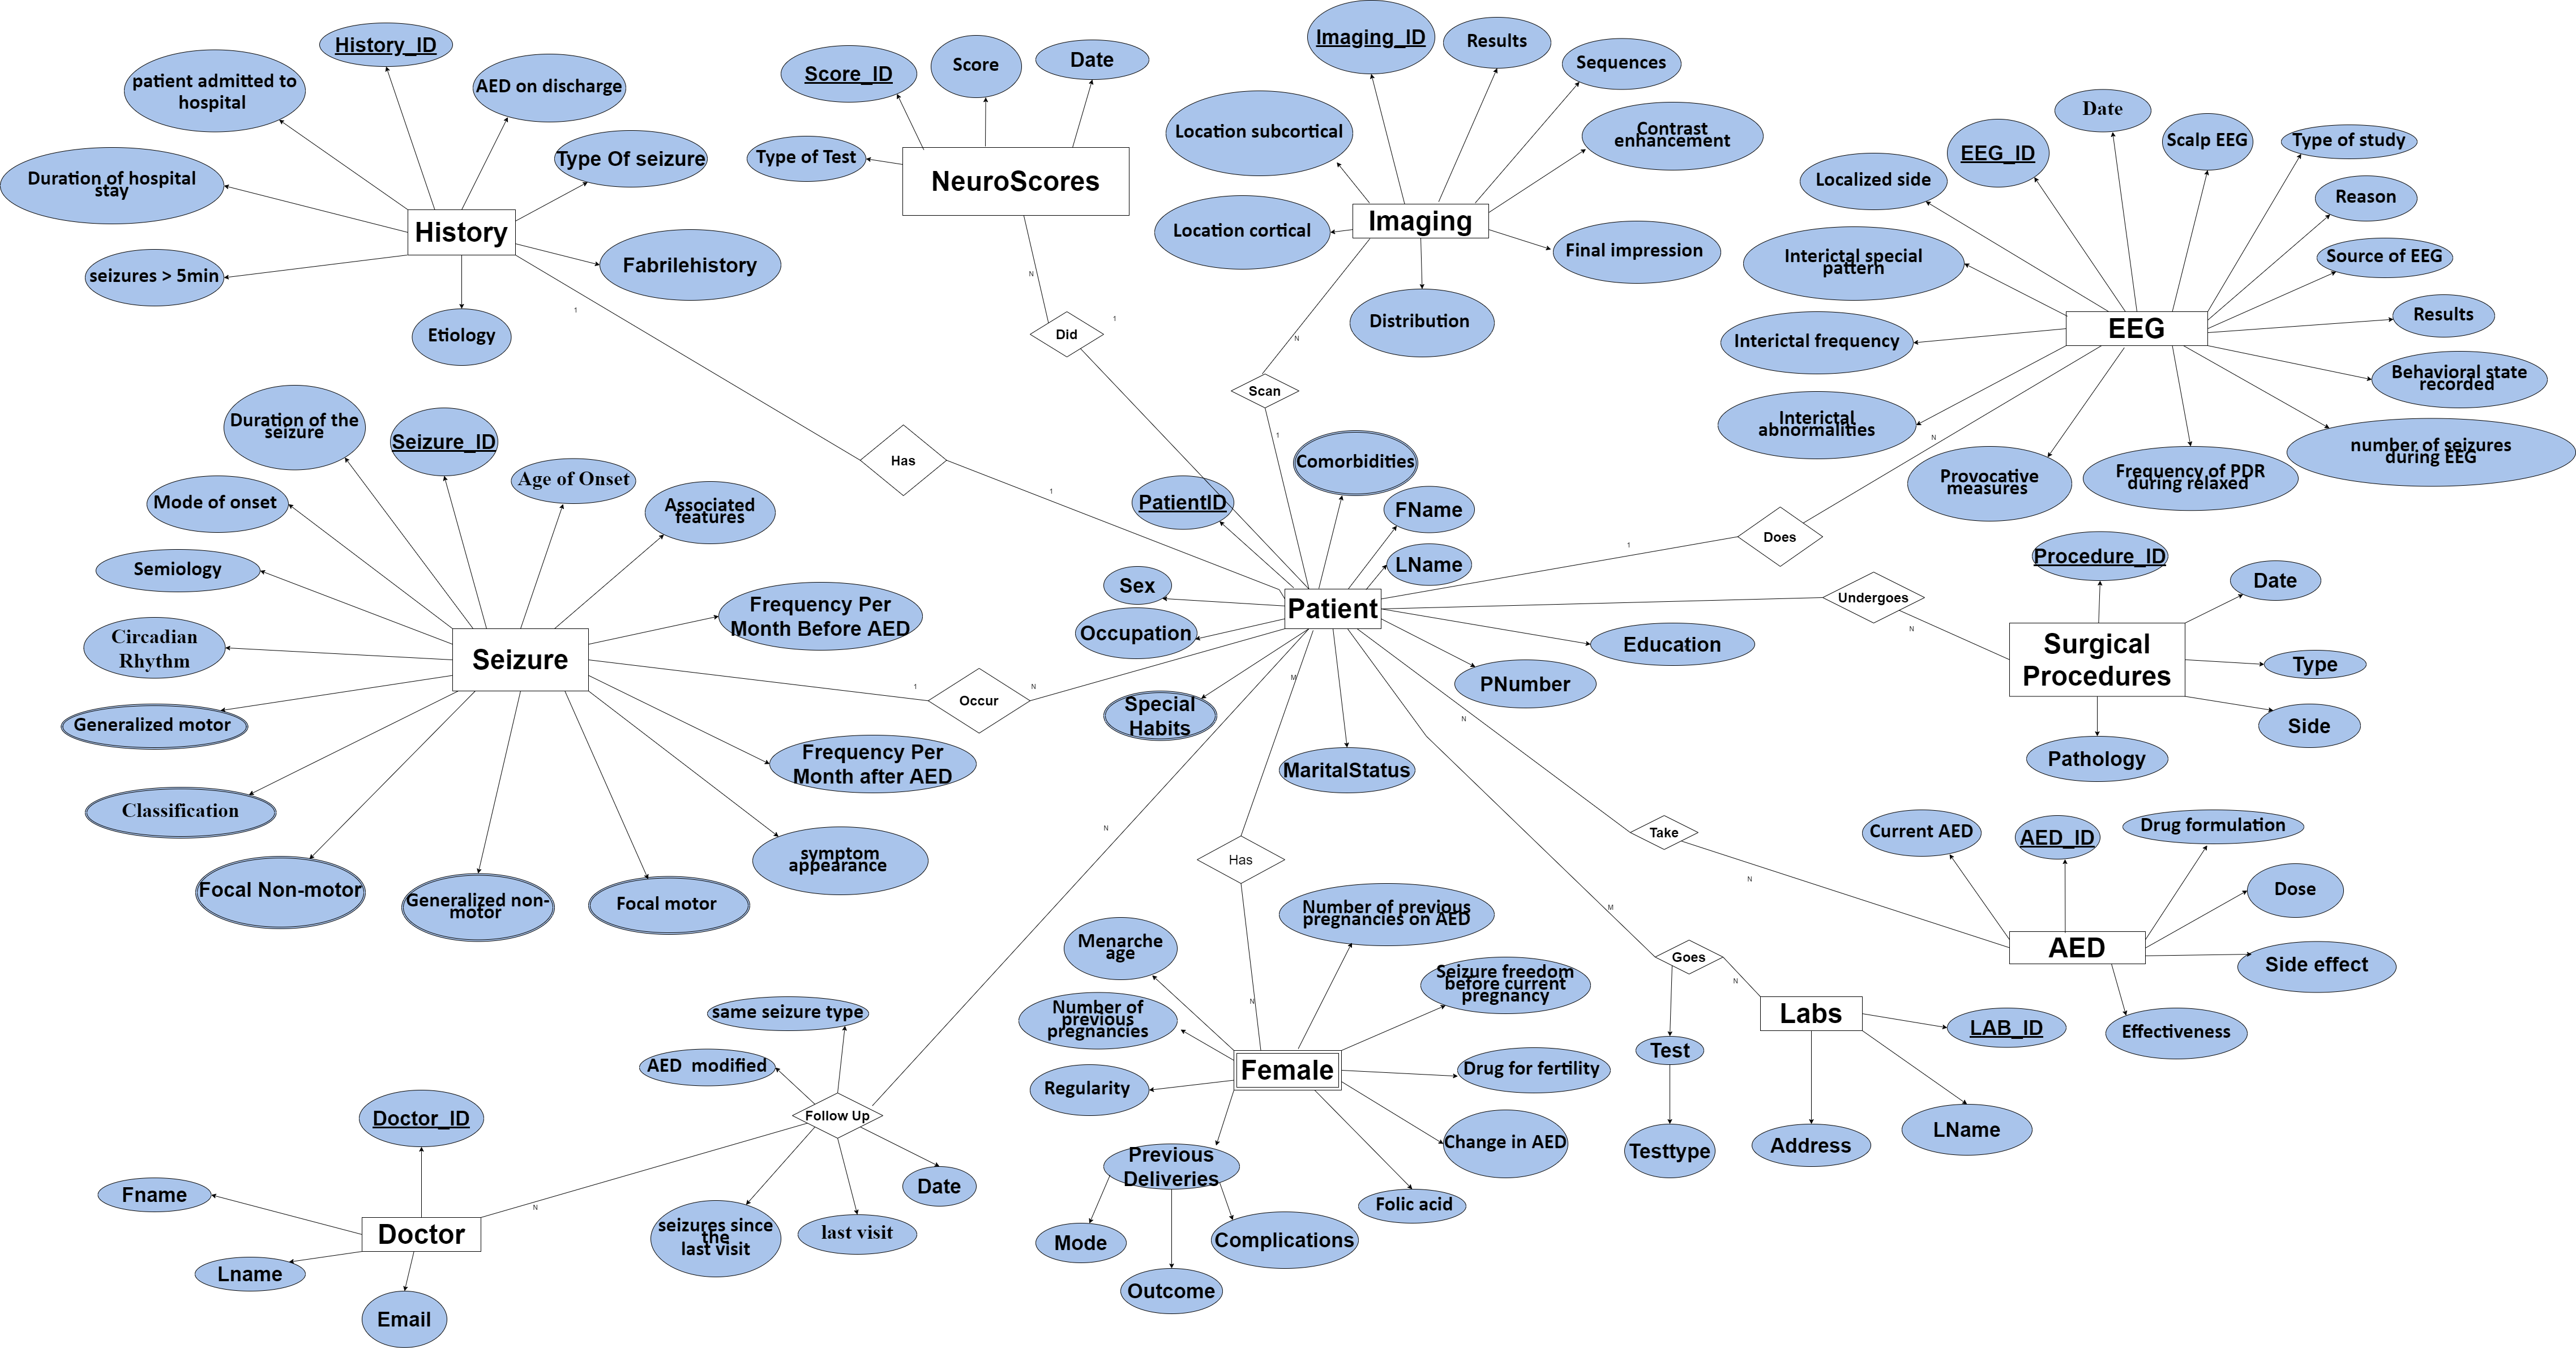 History_ID
patient admitted to
hospital
AED on discharge
Duration of hospital
stay
Type Of seizure
History
seizures > 5min
Fabrilehistory
Etiology
1
Score_ID
Score
Date
Type of Test
NeuroScores
N
Did
1
Imaging_ID
Results
Sequences
Location subcortical
Contrast
enhancement
Imaging
Location cortical
Final impression
Distribution
N
Scan
1
Date
EEG_ID
Scalp EEG
Type of study
Localized side
Reason
Interictal special
pattern
Source of EEG
EEG
Results
Interictal frequency
Behavioral state
recorded
Interictal
abnormalities
N
number of seizures
during EEG
Provocative
measures
Frequency of PDR
during relaxed
Does
1
Has
1
Duration of the
seizure
Seizure_ID
Age of Onset
Mode of onset
Associated
features
Semiology
Frequency Per
Month Before AED
Circadian
Rhythm
Seizure
1
Occur
N
Generalized motor
Frequency Per
Month after AED
Classification
symptom
appearance
Focal Non-motor
Generalized non-
motor
Focal motor
Comorbidities
PatientID
FName
LName
Sex
Patient
Occupation
Education
PNumber
Special
Habits
MaritalStatus
M
N
Undergoes
N
Procedure_ID
Date
Surgical
Procedures
Type
Side
Pathology
Take
N
Current AED
AED_ID
Drug formulation
Dose
AED
Side effect
Effectiveness
N
Has
N
M
Goes
N
Labs
LAB_ID
Test
Testtype
Address
LName
Number of previous
pregnancies on AED
Menarche
age
Seizure freedom
before current
pregnancy
Number of
previous
pregnancies
Female
Drug for fertility
Regularity
Change in AED
Previous
Deliveries
Folic acid
Mode
Complications
Outcome
same seizure type
AED  modified
Follow Up
Date
seizures since
the
last visit
last visit
N
Doctor_ID
Fname
Doctor
Lname
Email